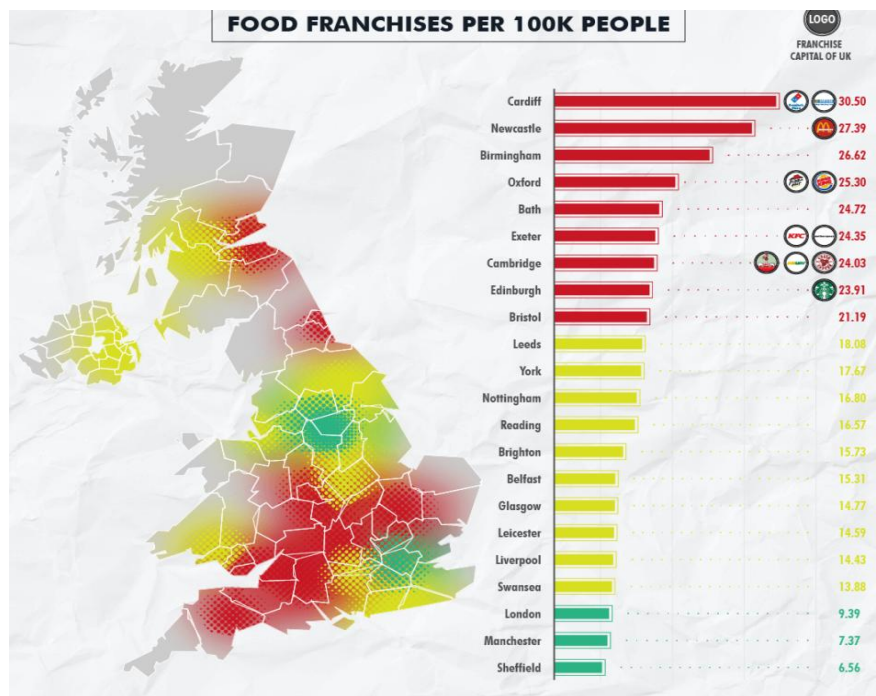 FOOD FRANCHISES PER 100K PEOPLE
LOGO
FRANCHISE
CAPITAL OF UK
Cardiff 30.50
Newcastle 27.39
Birmingham 26.62
Oxford 25.30
Bath 24.72
Exeter KFC 24.35
Cambridge 24.03
Edinburgh 23.91
Bristol 21.19
Leeds 18.08
York 17.67
Nottingham 16.80
Reading 16.57
Brighton 15.73
Belfast 15.31
Glasgow 14.77
Leicester 14.59
Liverpool 14.43
Swansea 13.88
London 9.39
Manchester 7.37
Sheffield 6.56